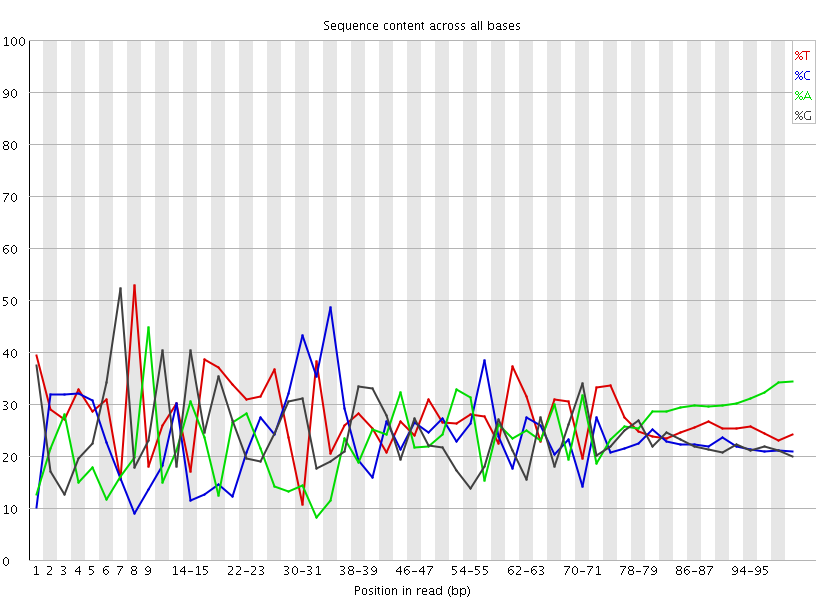 Sequence content across all bases
100
90
80
70
60
50
40
30
20
10
0
%T
%C
%A
%G
1 2 3 4 5 6 7 8 9 14-15 22-23 30-31 38-39 46-47 54-55 62-63 70-71 78-79 86-87 94-95
Position in read (bp)